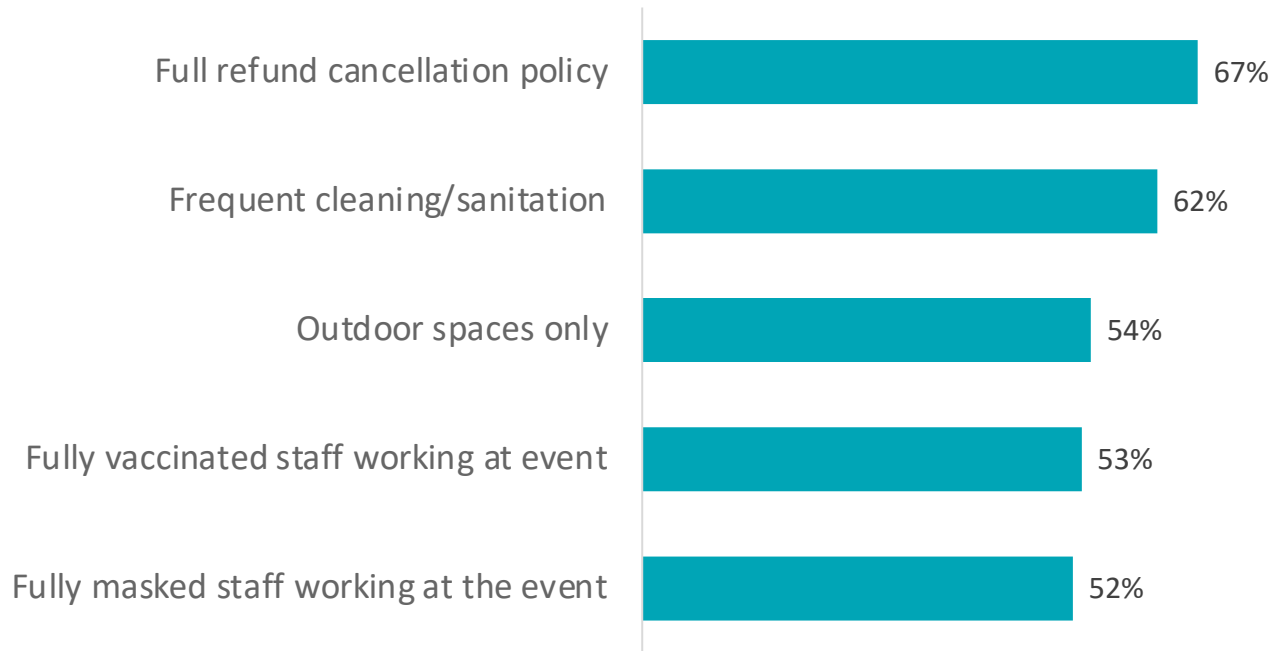 Full refund cancellation policy 67%
Frequent cleaning/sanitation 62%
Outdoor spaces only 54%
Fully vaccinated staff working at event 53%
Fully masked staff working at the event 52%